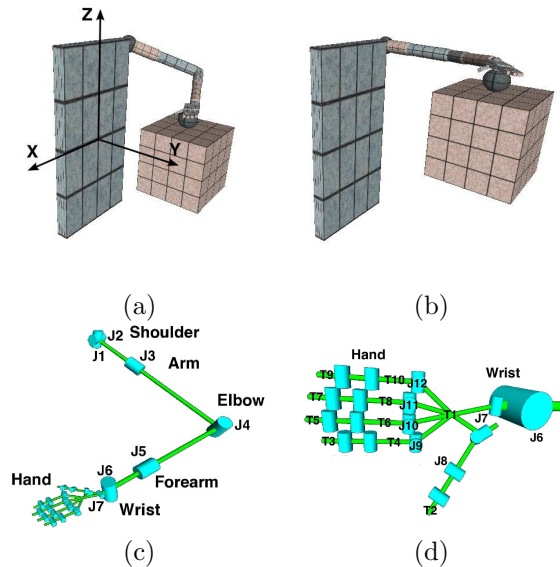 Z
X
Y
(a)
(b)
J2 Shoulder
J1
J3
Arm
Elbow
J4
J5
J6
Forearm
Hand
J7
Wrist
(c)
Hand
Wrist
T9
T10
J12
T7
T8
J11
T1
J7
T5
T6
J10
J6
T3
T4
J9
J8
T2
(d)